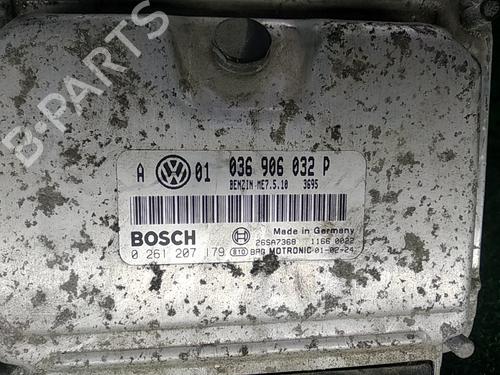 B-PARTS
A 01 036 906 032 P
BENZIN-ME7.5.10 3695
BOSCH
Made in Germany
26SA7368 1166 0022
0 261 207 179 BRG MOTRONIC 01-02-24